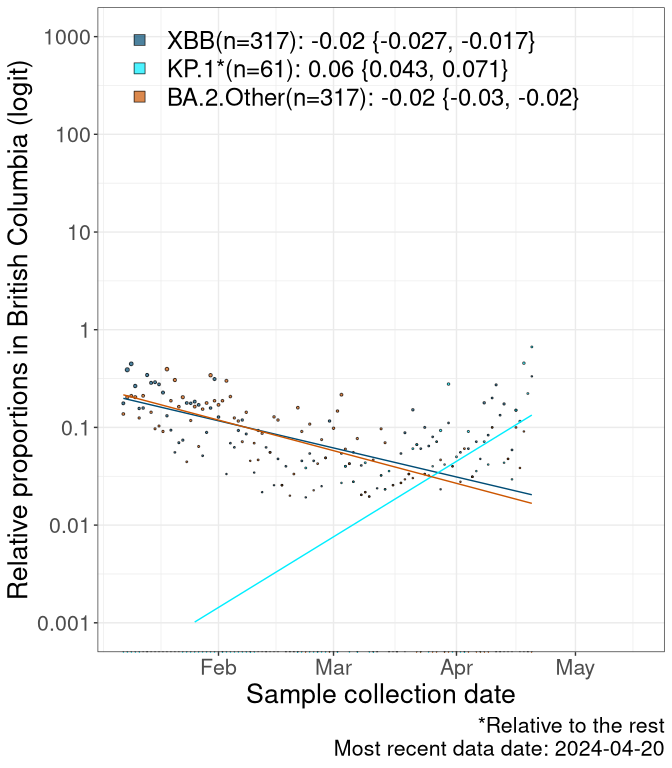 Relative proportions in British Columbia (logit)
1000
100
10
1
0.1
0.01
0.001
XBB(n=317): -0.02 {-0.027, -0.017}
KP.1*(n=61): 0.06 {0.043, 0.071}
BA.2.Other(n=317): -0.02 {-0.03, -0.02}
Feb Mar Apr May
Sample collection date
*Relative to the rest
Most recent data date: 2024-04-20